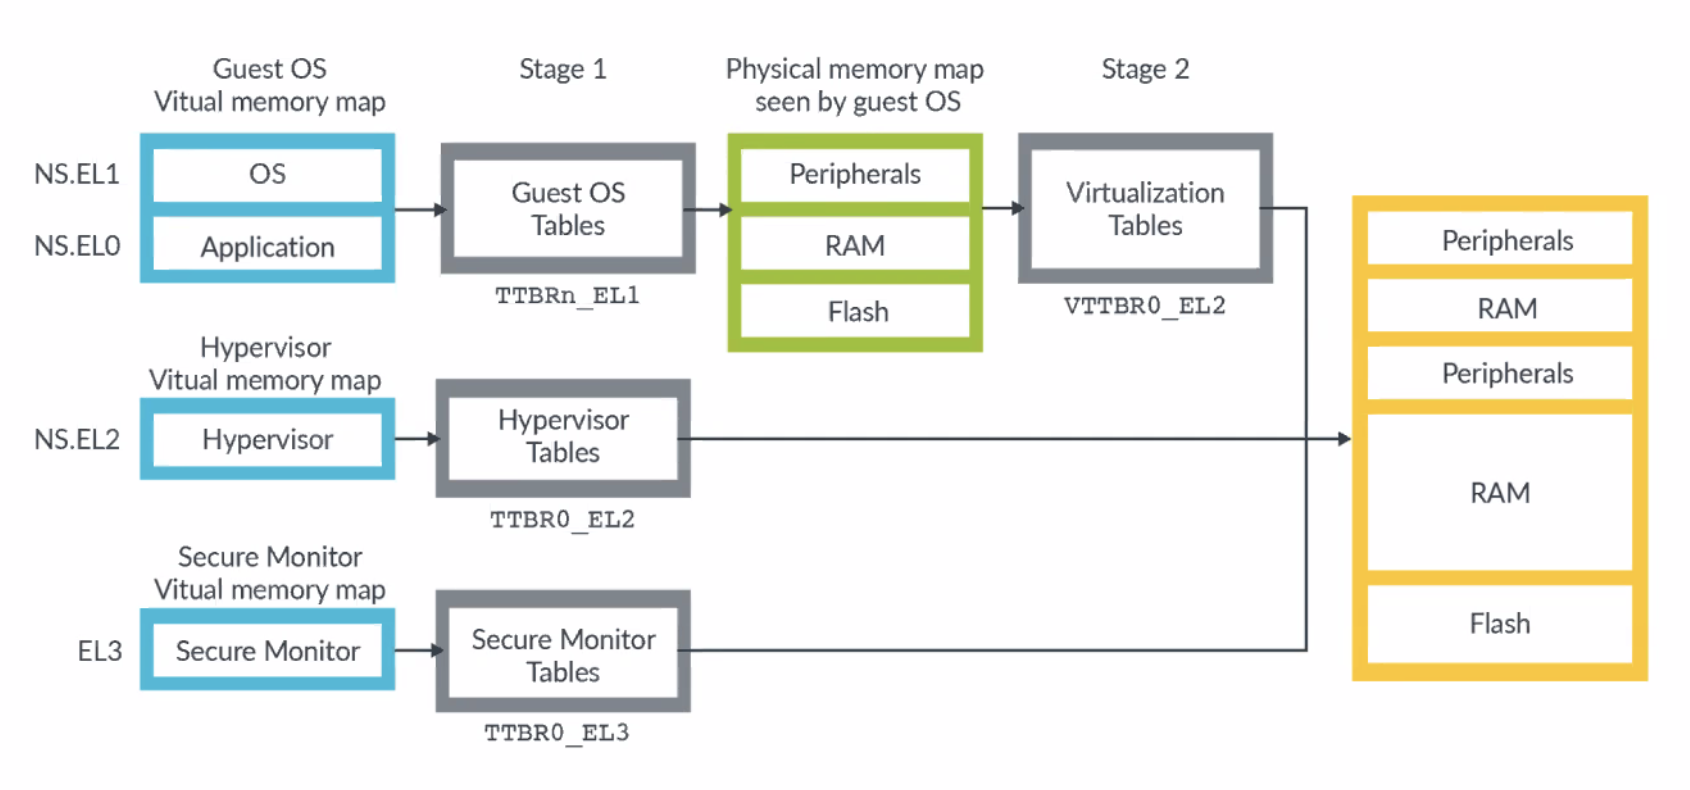 Guest OS
Vitual memory map
Stage 1
Physical memory map
seen by guest OS
Stage 2
NS.EL1
OS
NS.EL0
Application
Guest OS
Tables
TTBRn_EL1
Peripherals
RAM
Flash
Virtualization
Tables
VTTBR0_EL2
Hypervisor
Vitual memory map
NS.EL2
Hypervisor
Hypervisor
Tables
TTBR0_EL2
Secure Monitor
Vitual memory map
EL3
Secure Monitor
Secure Monitor
Tables
TTBR0_EL3
Peripherals
RAM
Peripherals
RAM
Flash